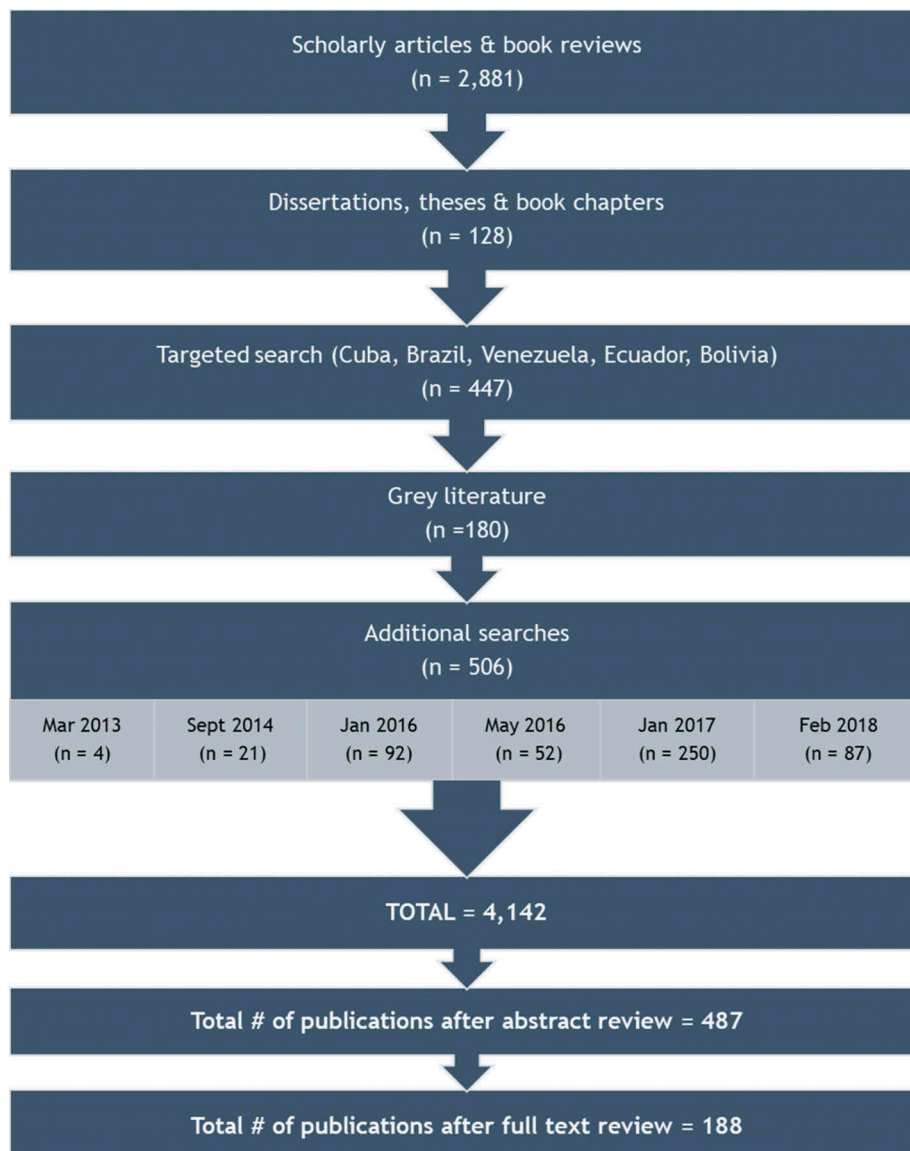 Scholarly articles & book reviews
(n = 2,881)
Dissertations, theses & book chapters
(n = 128)
Targeted search (Cuba, Brazil, Venezuela, Ecuador, Bolivia)
(n = 447)
Grey literature
(n =180)
Additional searches
(n = 506)
Mar 2013
(n = 4)
Sept 2014
(n = 21)
Jan 2016
(n = 92)
May 2016
(n = 52)
Jan 2017
(n = 250)
Feb 2018
(n = 87)
TOTAL = 4,142
Total # of publications after abstract review = 487
Total # of publications after full text review = 188